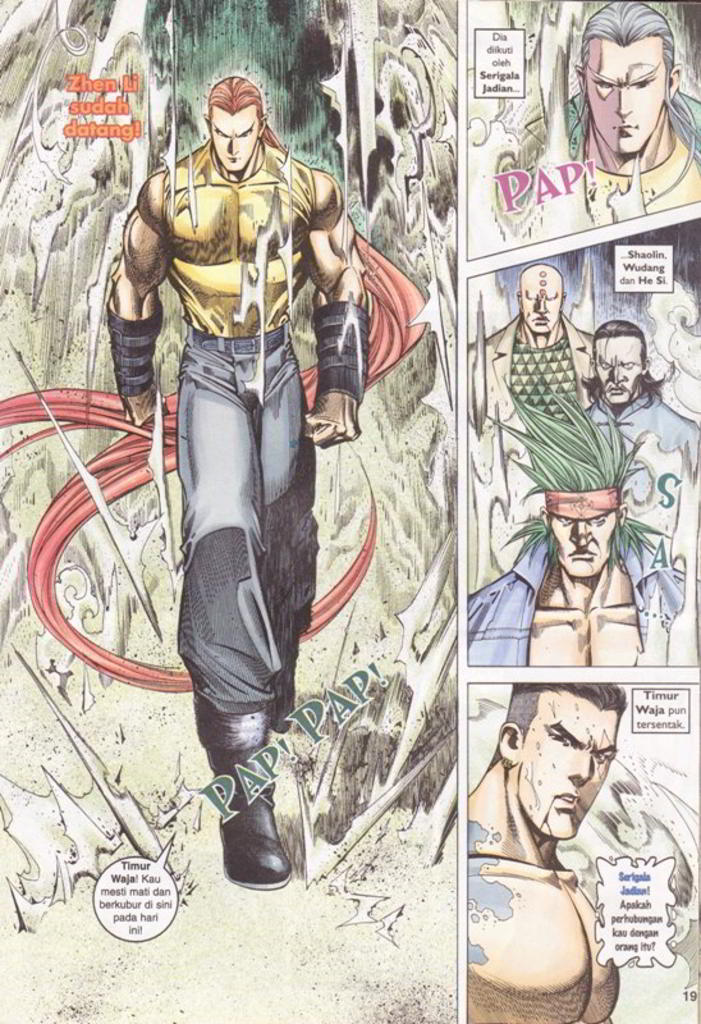 Zhen Li
sudah
datang!
PAP! PAP!
Timur
Waja! Kau
mesti mati dan
berkubur di sini
pada hari
ini!
Dia
diikuti
oleh
Serigala
Jadian...
PAP!
...Shaolin,
Wudang
dan He Si.
SA...
Timur
Waja pun
tersentak.
Serigala
Jadian!
Apakah
perhubungan
kau dengan
orang itu?
19